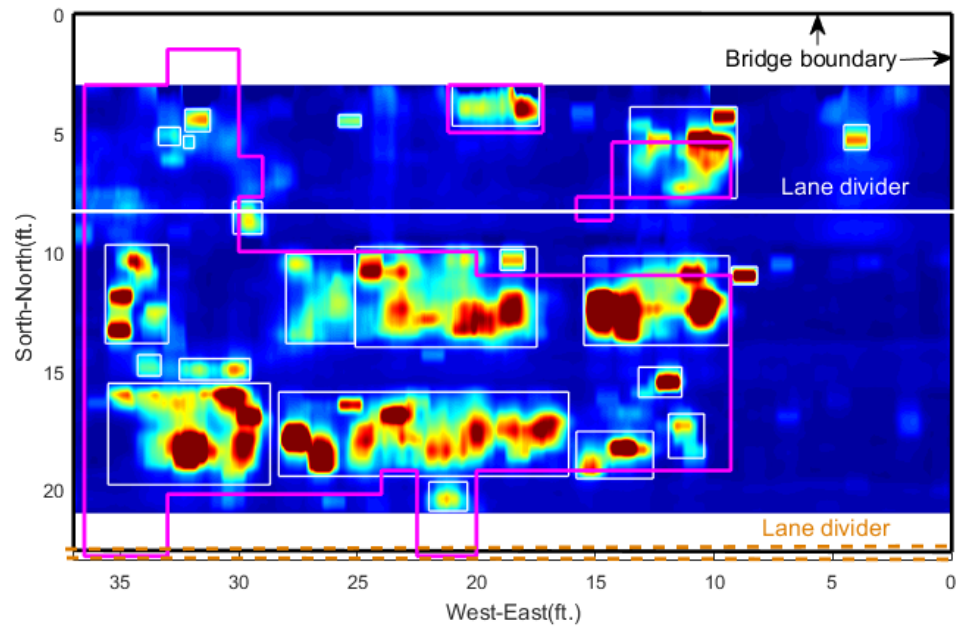 0
Bridge boundary
5
Lane divider
Sorth-North(ft.)
10
15
20
Lane divider
35
30
25
20
15
10
5
0
West-East(ft.)